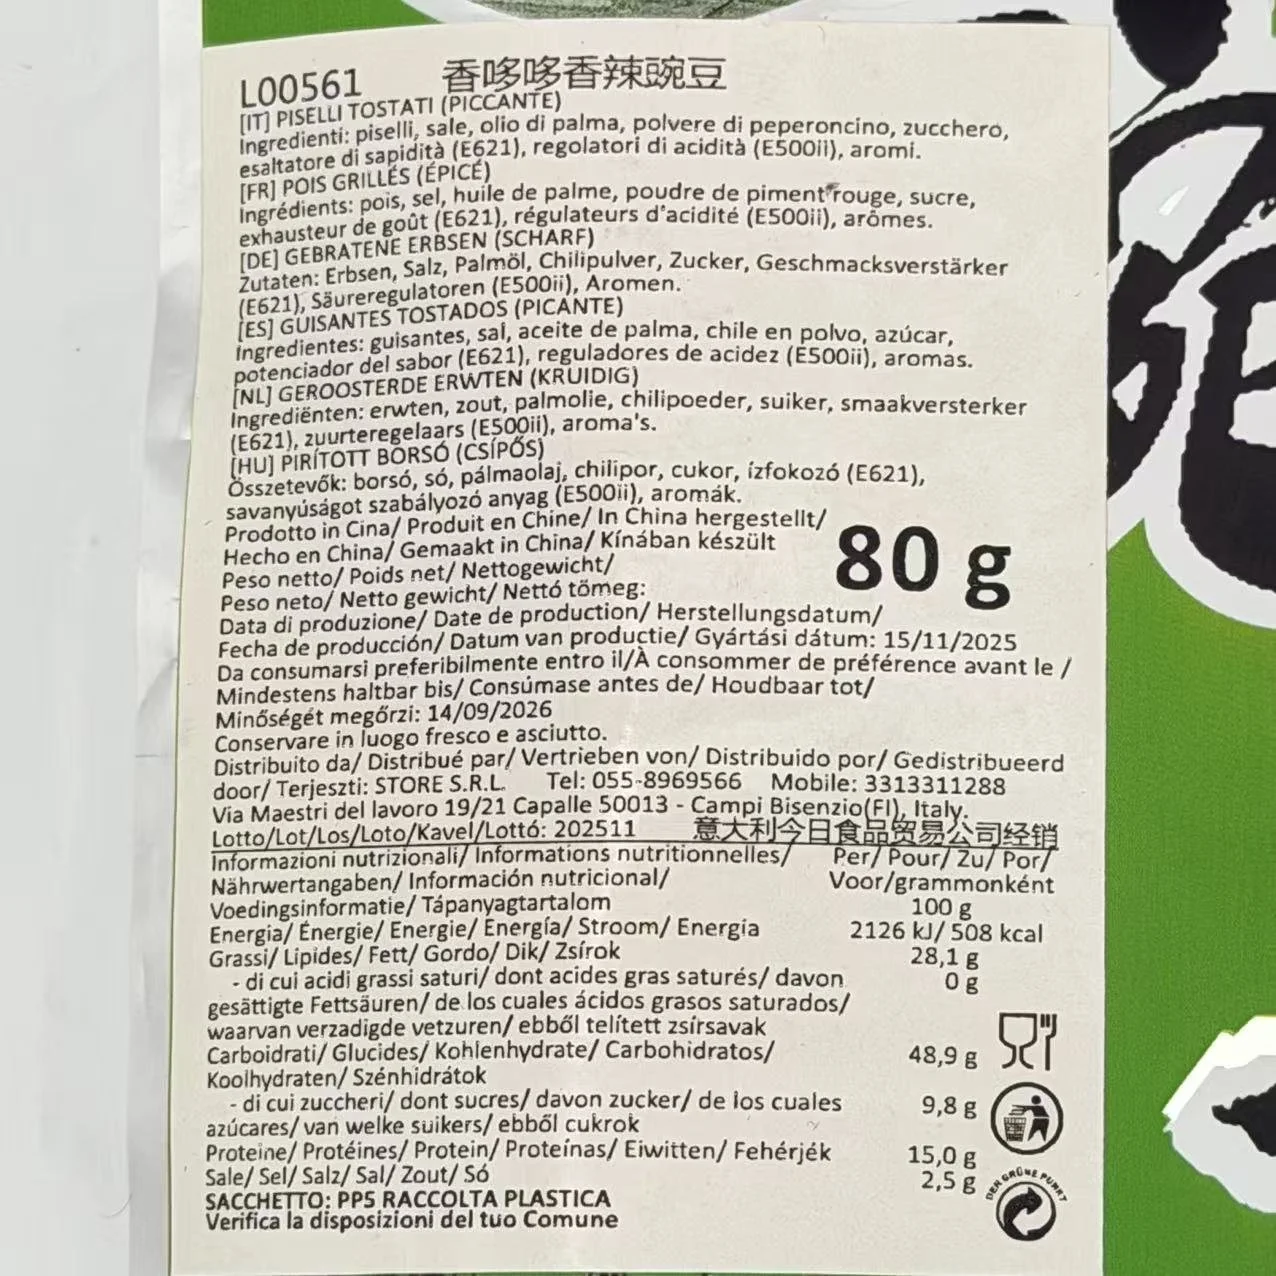 L00561 香哆哆香辣豌豆
[IT] PISELLI TOSTATI (PICCANTE)
Ingredienti: piselli, sale, olio di palma, polvere di peperoncino, zucchero,
esaltatore di sapidità (E621), regolatori di acidità (E500ii), aromi.
[FR] POIS GRILLÉS (ÉPICÉ)
Ingrédients: pois, sel, huile de palme, poudre de piment rouge, sucre,
exhausteur de goût (E621), régulateurs d'acidité (E500ii), arômes.
[DE] GEBRATENE ERBSEN (SCHARF)
Zutaten: Erbsen, Salz, Palmöl, Chilipulver, Zucker, Geschmacksverstärker
(E621), Säureregulatoren (E500ii), Aromen.
[ES] GUISANTES TOSTADOS (PICANTE)
Ingredientes: guisantes, sal, aceite de palma, chile en polvo, azúcar,
potenciador del sabor (E621), reguladores de acidez (E500ii), aromas.
[NL] GEROOSTERDE ERWTEN (KRUIDIG)
Ingrediënten: erwten, zout, palmolie, chilipoeder, suiker, smaakversterker
(E621), zuurteregelaars (E500ii), aroma's.
[HU] PIRÍTOTT BORSÓ (CSÍPŐS)
Összetevők: borsó, só, pálmaolaj, chilipor, cukor, ízfokozó (E621),
savanyúságot szabályozó anyag (E500ii), aromák.
Prodotto in Cina/ Produit en Chine/ In China hergestellt/
Hecho en China/ Gemaakt in China/ Kínában készült
Peso netto/ Poids net/ Nettogewicht/
Peso neto/ Netto gewicht/ Nettó tömeg:
80 g
Data di produzione/ Date de production/ Herstellungsdatum/
Fecha de producción/ Datum van productie/ Gyártási dátum: 15/11/2025
Da consumarsi preferibilmente entro il/À consommer de préférence avant le /
Mindestens haltbar bis/ Consúmase antes de/ Houdbaar tot/
Minőségét megőrzi: 14/09/2026
Conservare in luogo fresco e asciutto.
Distribuito da/ Distribué par/ Vertrieben von/ Distribuido por/ Gedistribueerd
door/ Terjeszti: STORE S.R.L. Tel: 055-8969566 Mobile: 3313311288
Via Maestri del lavoro 19/21 Capalle 50013 - Campi Bisenzio(FI), Italy.
Lotto/Lot/Los/Loto/Kavel/Lottó: 202511 意大利今日食品贸易公司经销
Informazioni nutrizionali/ Informations nutritionnelles/ Per/ Pour/ Zu/ Por/
Nährwertangaben/ Información nutricional/ Voor/grammonként
Voedingsinformatie/ Tápanyagtartalom 100 g
Energia/ Énergie/ Energie/ Energía/ Stroom/ Energia 2126 kJ/ 508 kcal
Grassi/ Lipides/ Fett/ Gordo/ Dik/ Zsírok 28,1 g
- di cui acidi grassi saturi/ dont acides gras saturés/ davon 0 g
gesättigte Fettsäuren/ de los cuales ácidos grasos saturados/
waarvan verzadigde vetzuren/ ebből telített zsírsavak
Carboidrati/ Glucides/ Kohlenhydrate/ Carbohidratos/ 48,9 g
Koolhydraten/ Szénhidrátok
- di cui zuccheri/ dont sucres/ davon zucker/ de los cuales 9,8 g
azúcares/ van welke suikers/ ebből cukrok
Proteine/ Protéines/ Protein/ Proteínas/ Eiwitten/ Fehérjék 15,0 g
Sale/ Sel/ Salz/ Sal/ Zout/ Só 2,5 g
DER GRÜNE PUNKT
SACCHETTO: PP5 RACCOLTA PLASTICA
Verifica la disposizioni del tuo Comune